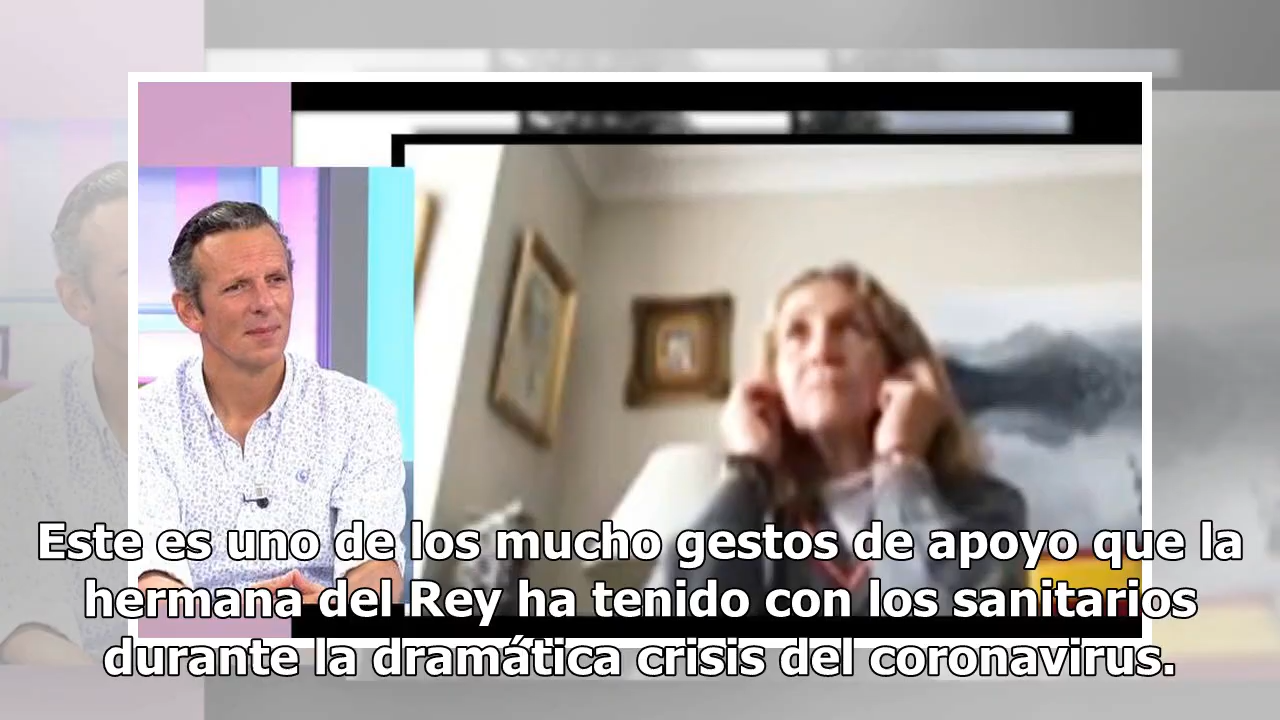 Este es uno de los mucho gestos de apoyo que la
hermana del Rey ha tenido con los sanitarios
durante la dramática crisis del coronavirus.